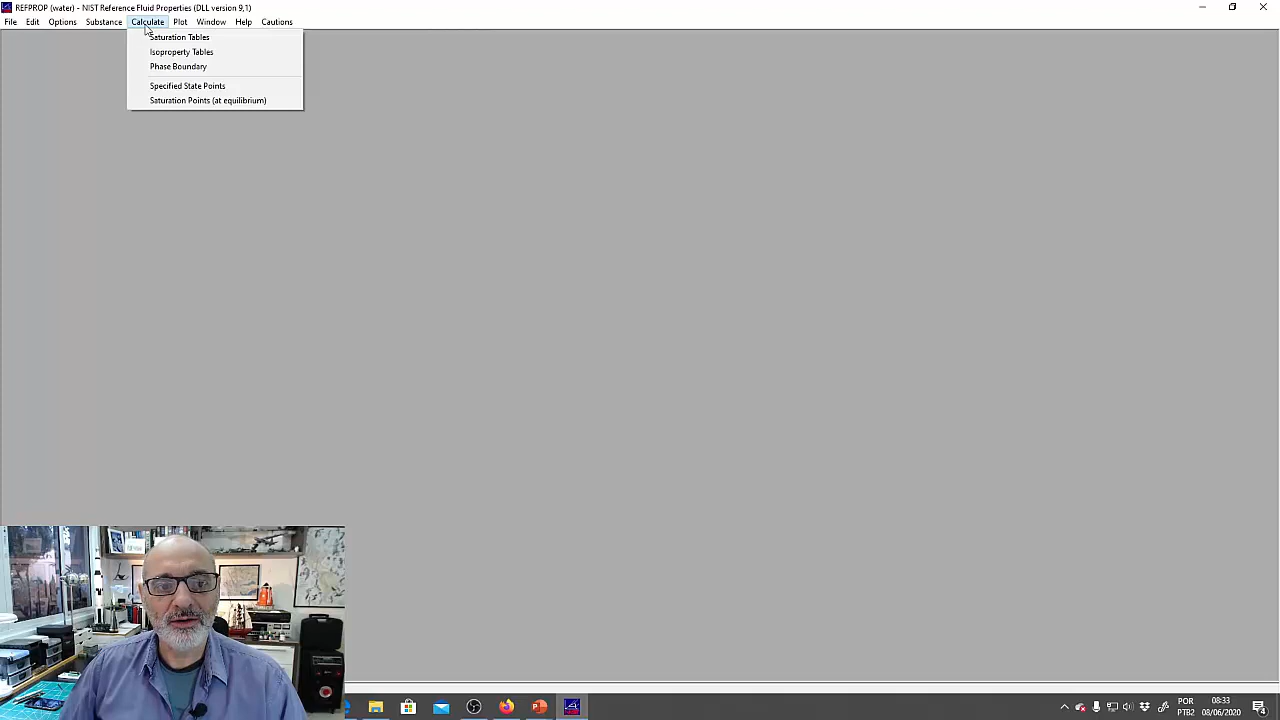 REFPROP (water) - NIST Reference Fluid Properties (DLL version 9,1)
File Edit Options Substance Calculate Plot Window Help Cautions
Saturation Tables
Isoproperty Tables
Phase Boundary
Specified State Points
Saturation Points (at equilibrium)
POR 08:33
PTB2 08/06/2020